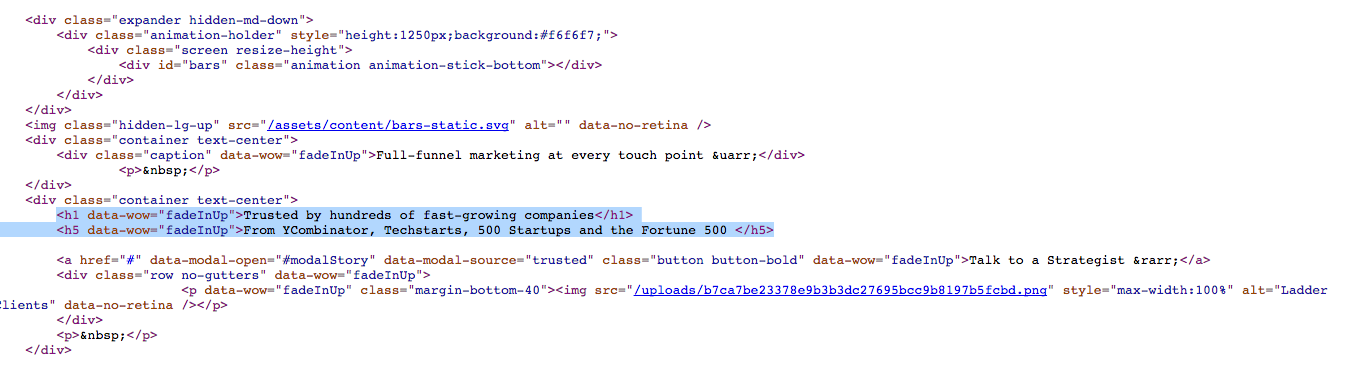 <div class="expander hidden-md-down">
<div class="animation-holder" style="height:1250px;background:#f6f6f7;">
<div class="screen resize-height">
<div id="bars" class="animation animation-stick-bottom"></div>
</div>
</div>
</div>
<img class="hidden-lg-up" src="/assets/content/bars-static.svg" alt="" data-no-retina />
<div class="container text-center">
<div class="caption" data-wow="fadeInUp">Full-funnel marketing at every touch point &uarr;</div>
<p>&nbsp;</p>
</div>
<div class="container text-center">
<h1 data-wow="fadeInUp">Trusted by hundreds of fast-growing companies</h1>
<h5 data-wow="fadeInUp">From YCombinator, Techstarts, 500 Startups and the Fortune 500 </h5>
<a href="#" data-modal-open="#modalStory" data-modal-source="trusted" class="button button-bold" data-wow="fadeInUp">Talk to a Strategist &rarr;</a>
<div class="row no-gutters" data-wow="fadeInUp">
<p data-wow="fadeInUp" class="margin-bottom-40"><img src="/uploads/b7ca7be23378e9b3b3dc27695bcc9b8197b5fcbd.png" style="max-width:100%" alt="Ladder
Clients" data-no-retina /></p>
</div>
<p>&nbsp;</p>
</div>